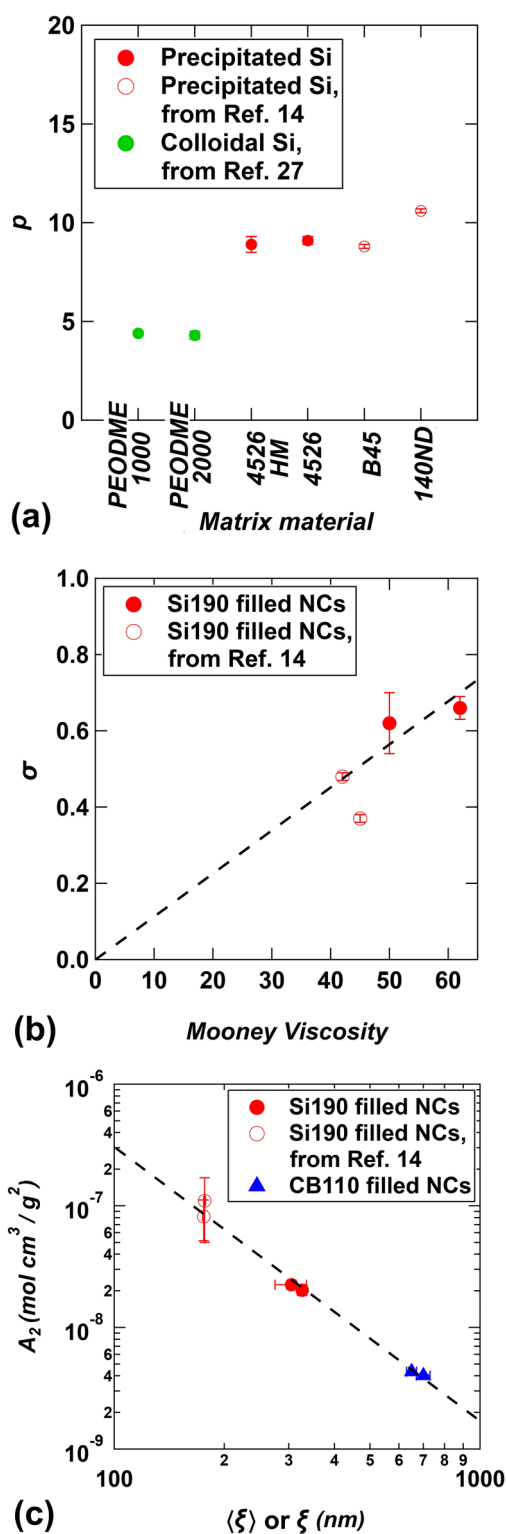 20
15
10
5
0
p
Precipitated Si
Precipitated Si,
from Ref. 14
Colloidal Si,
from Ref. 27
PEODME
1000
PEODME
2000
4526
HM
4526
B45
140ND
(a)
Matrix material
1.0
0.8
0.6
0.4
0.2
0.0
σ
Si190 filled NCs
Si190 filled NCs,
from Ref. 14
0 10 20 30 40 50 60
(b)
Mooney Viscosity
10⁻⁶
6
4
2
10⁻⁷
6
4
2
10⁻⁸
6
4
2
10⁻⁹
A₂ (mol cm³ / g²)
Si190 filled NCs
Si190 filled NCs,
from Ref. 14
CB110 filled NCs
100 2 3 4 5 6 7 8 9 1000
(c)
⟨ξ⟩ or ξ (nm)